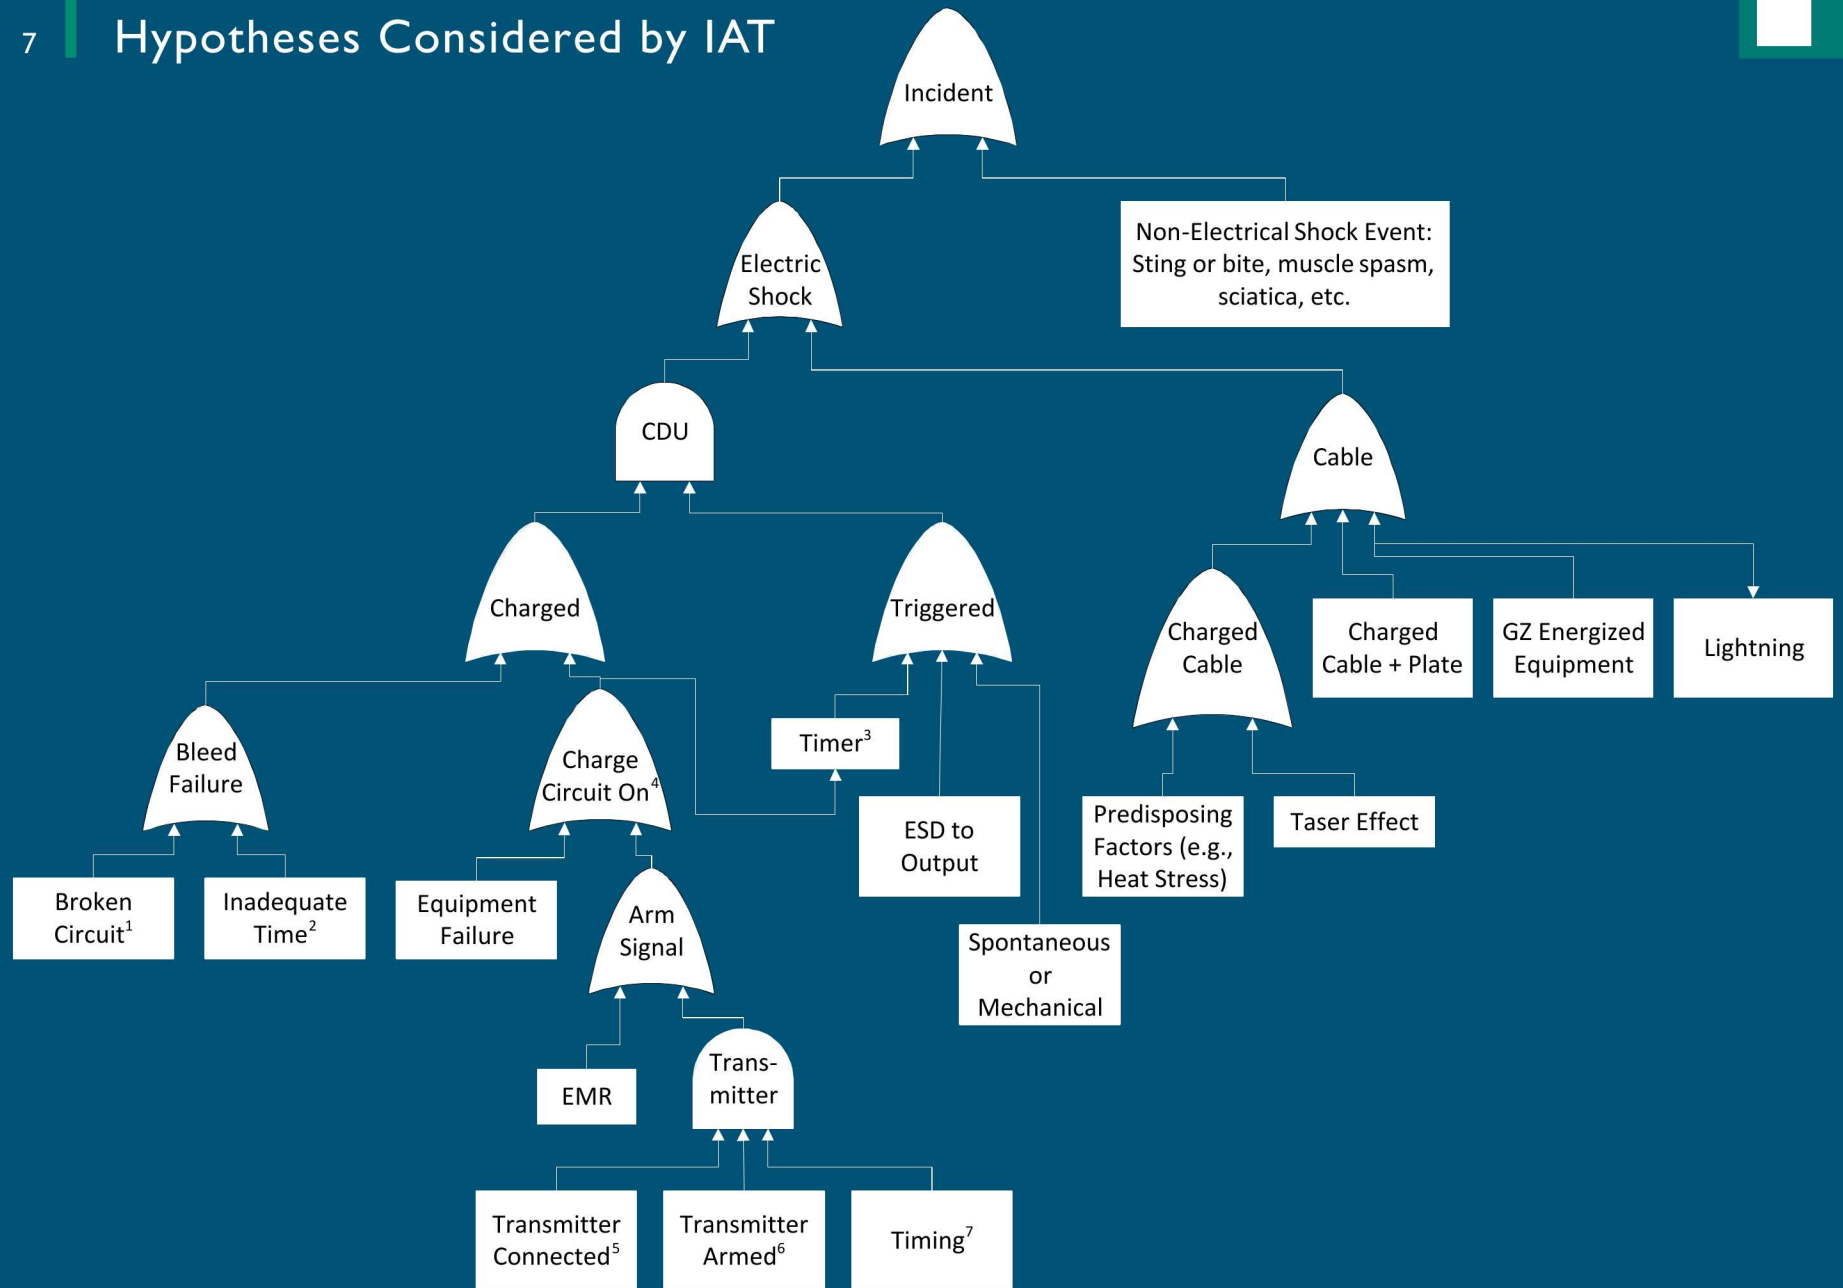 7
Hypotheses Considered by IAT
Incident
Non-Electrical Shock Event:
Sting or bite, muscle spasm,
sciatica, etc.
Electric
Shock
CDU
Cable
Charged
Triggered
Charged
Cable
Charged
Cable + Plate
GZ Energized
Equipment
Lightning
Bleed
Failure
Charge
Circuit On⁴
Timer³
ESD to
Output
Predisposing
Factors (e.g.,
Heat Stress)
Taser Effect
Broken
Circuit¹
Inadequate
Time²
Equipment
Failure
Arm
Signal
Spontaneous
or
Mechanical
EMR
Trans-
mitter
Transmitter
Connected⁵
Transmitter
Armed⁶
Timing⁷